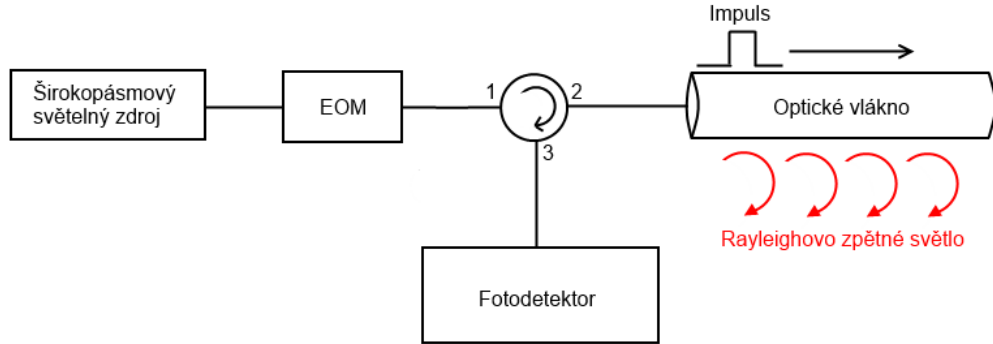 Impuls
Širokopásmový
světelný zdroj
EOM
1
2
3
Optické vlákno
Rayleighovo zpětné světlo
Fotodetektor